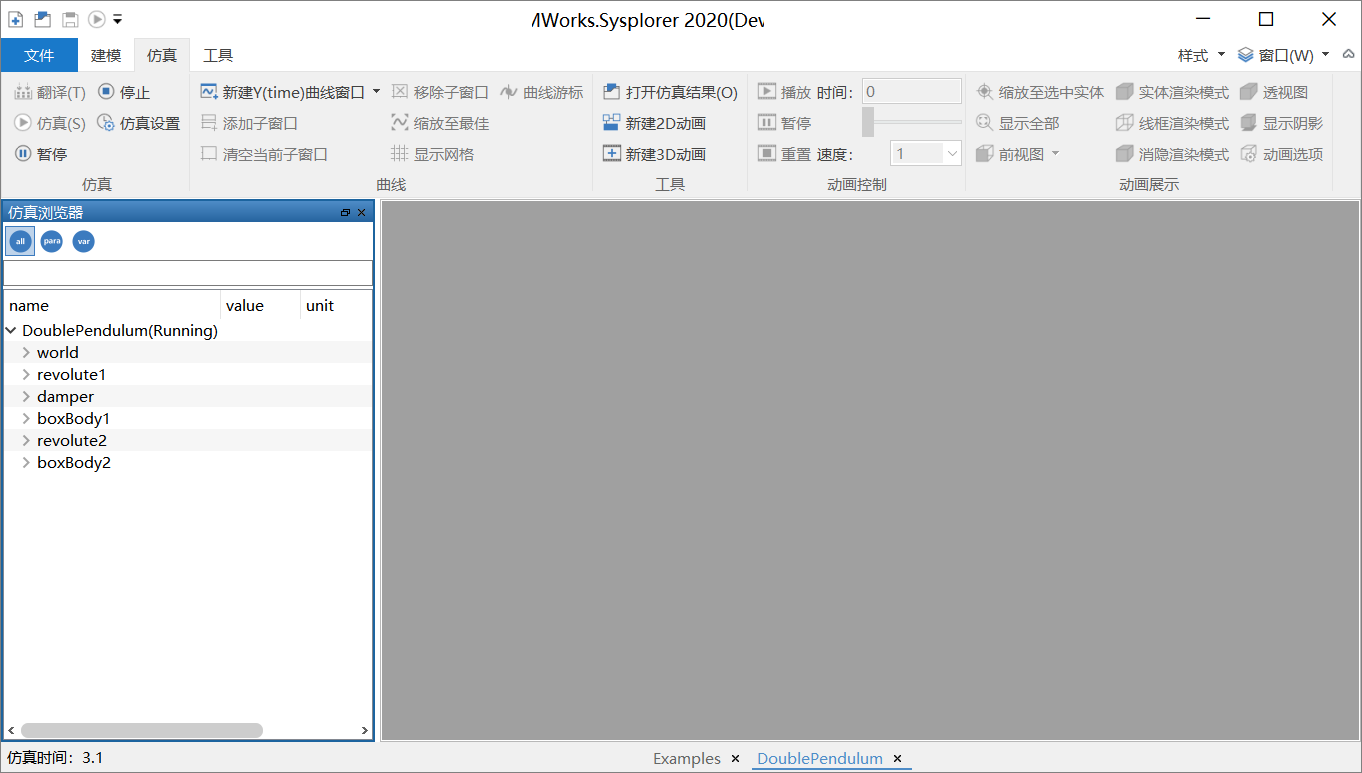 MWorks.Sysplorer 2020(Dev
文件 建模 仿真 工具 样式 窗口(W)
翻译(T) 停止 新建Y(time)曲线窗口 移除子窗口 曲线游标 打开仿真结果(O) 播放 时间: 0 缩放至选中实体 实体渲染模式 透视图
仿真(S) 仿真设置 添加子窗口 缩放至最佳 新建2D动画 暂停 显示全部 线框渲染模式 显示阴影
暂停 清空当前子窗口 显示网格 新建3D动画 重置 速度: 1 前视图 消隐渲染模式 动画选项
仿真 曲线 工具 动画控制 动画展示
仿真浏览器
all para var
name value unit
DoublePendulum(Running)
world
revolute1
damper
boxBody1
revolute2
boxBody2
仿真时间: 3.1 Examples DoublePendulum